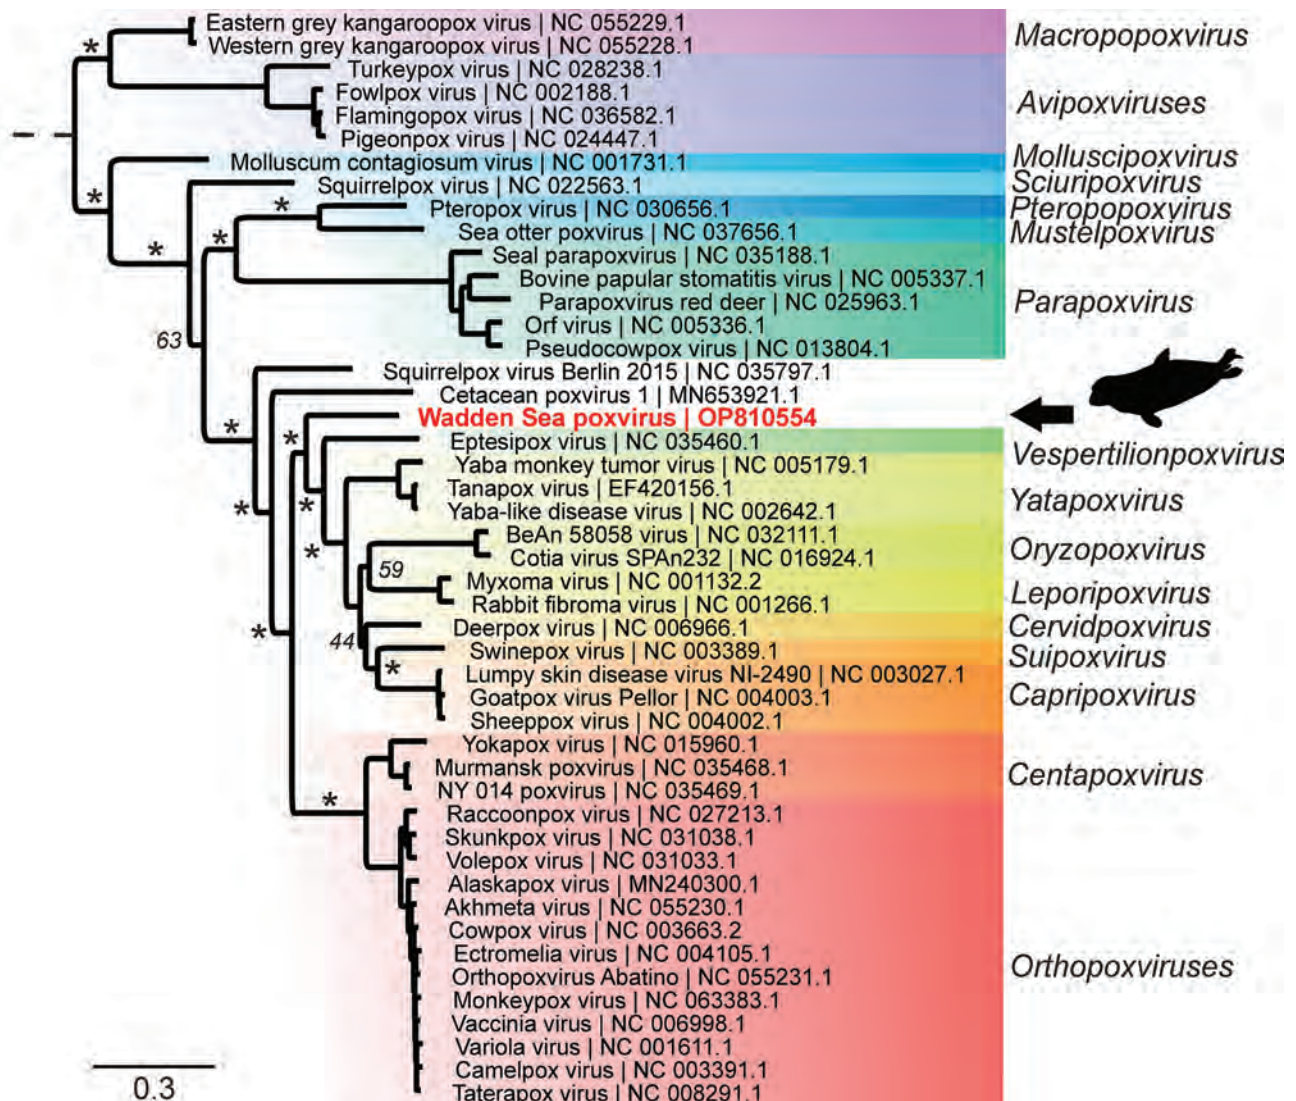 Eastern grey kangaroopox virus | NC 055229.1
Western grey kangaroopox virus | NC 055228.1
Macropopoxvirus
Turkeypox virus | NC 028238.1
Fowlpox virus | NC 002188.1
Flamingopox virus | NC 036582.1
Pigeonpox virus | NC 024447.1
Avipoxviruses
Molluscum contagiosum virus | NC 001731.1
Molluscipoxvirus
Squirrelpox virus | NC 022563.1
Sciuripoxvirus
Pteropox virus | NC 030656.1
Pteropopoxvirus
Sea otter poxvirus | NC 037656.1
Mustelpoxvirus
Seal parapoxvirus | NC 035188.1
Bovine papular stomatitis virus | NC 005337.1
Parapoxvirus red deer | NC 025963.1
Orf virus | NC 005336.1
Pseudocowpox virus | NC 013804.1
Parapoxvirus
63
Squirrelpox virus Berlin 2015 | NC 035797.1
Cetacean poxvirus 1 | MN653921.1
Wadden Sea poxvirus | OP810554
Eptesipox virus | NC 035460.1
Vespertilionpoxvirus
Yaba monkey tumor virus | NC 005179.1
Tanapox virus | EF420156.1
Yaba-like disease virus | NC 002642.1
Yatapoxvirus
BeAn 58058 virus | NC 032111.1
Cotia virus SPAn232 | NC 016924.1
Oryzopoxvirus
59
Myxoma virus | NC 001132.2
Rabbit fibroma virus | NC 001266.1
Leporipoxvirus
Deerpox virus | NC 006966.1
Cervidpoxvirus
44
Swinepox virus | NC 003389.1
Suipoxvirus
Lumpy skin disease virus NI-2490 | NC 003027.1
Goatpox virus Pellor | NC 004003.1
Sheeppox virus | NC 004002.1
Capripoxvirus
Yokapox virus | NC 015960.1
Murmansk poxvirus | NC 035468.1
NY 014 poxvirus | NC 035469.1
Centapoxvirus
Raccoonpox virus | NC 027213.1
Skunkpox virus | NC 031038.1
Volepox virus | NC 031033.1
Alaskapox virus | MN240300.1
Akhmeta virus | NC 055230.1
Cowpox virus | NC 003663.2
Ectromelia virus | NC 004105.1
Orthopoxvirus Abatino | NC 055231.1
Monkeypox virus | NC 063383.1
Vaccinia virus | NC 006998.1
Variola virus | NC 001611.1
Camelpox virus | NC 003391.1
Taterapox virus | NC 008291.1
Orthopoxviruses
0.3